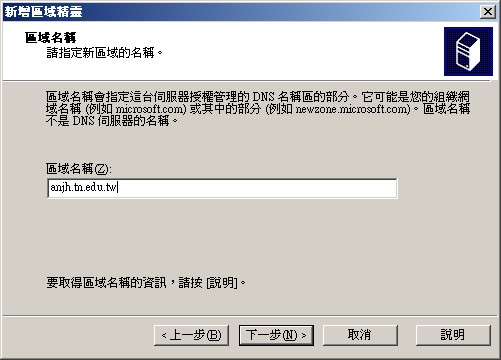 新增區域精靈
區域名稱
請指定新區域的名稱。
區域名稱會指定這台伺服器授權管理的 DNS 名稱區的部分。它可能是您的組織網
域名稱 (例如 microsoft.com) 或其中的部分 (例如 newzone.microsoft.com)。區域名稱
不是 DNS 伺服器的名稱。
區域名稱(Z):
anjh.tn.edu.tw
要取得區域名稱的資訊，請按 [說明]。
< 上一步(B) 下一步(N) > 取消 說明